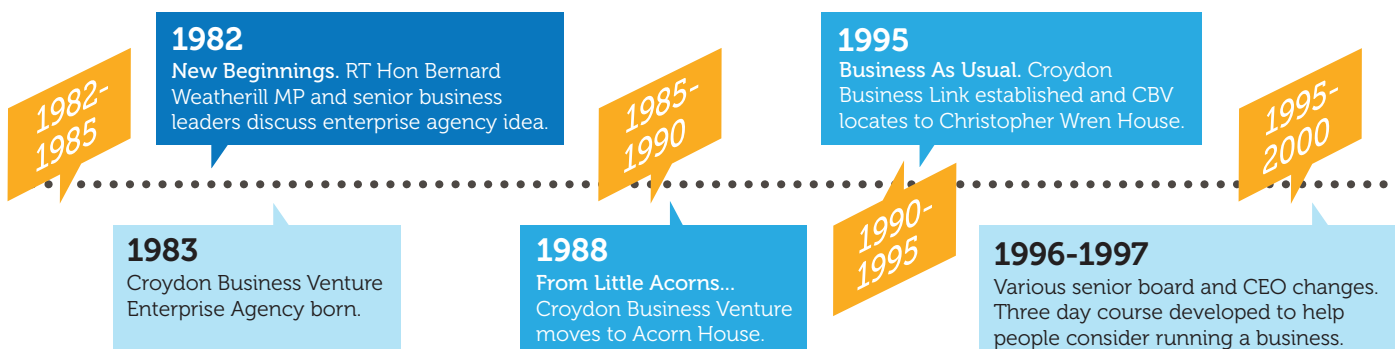 1982-
1985
1982
New Beginnings. RT Hon Bernard
Weatherill MP and senior business
leaders discuss enterprise agency idea.
1983
Croydon Business Venture
Enterprise Agency born.
1985-
1990
1988
From Little Acorns...
Croydon Business Venture
moves to Acorn House.
1990-
1995
1995
Business As Usual. Croydon
Business Link established and CBV
locates to Christopher Wren House.
1995-
2000
1996-1997
Various senior board and CEO changes.
Three day course developed to help
people consider running a business.